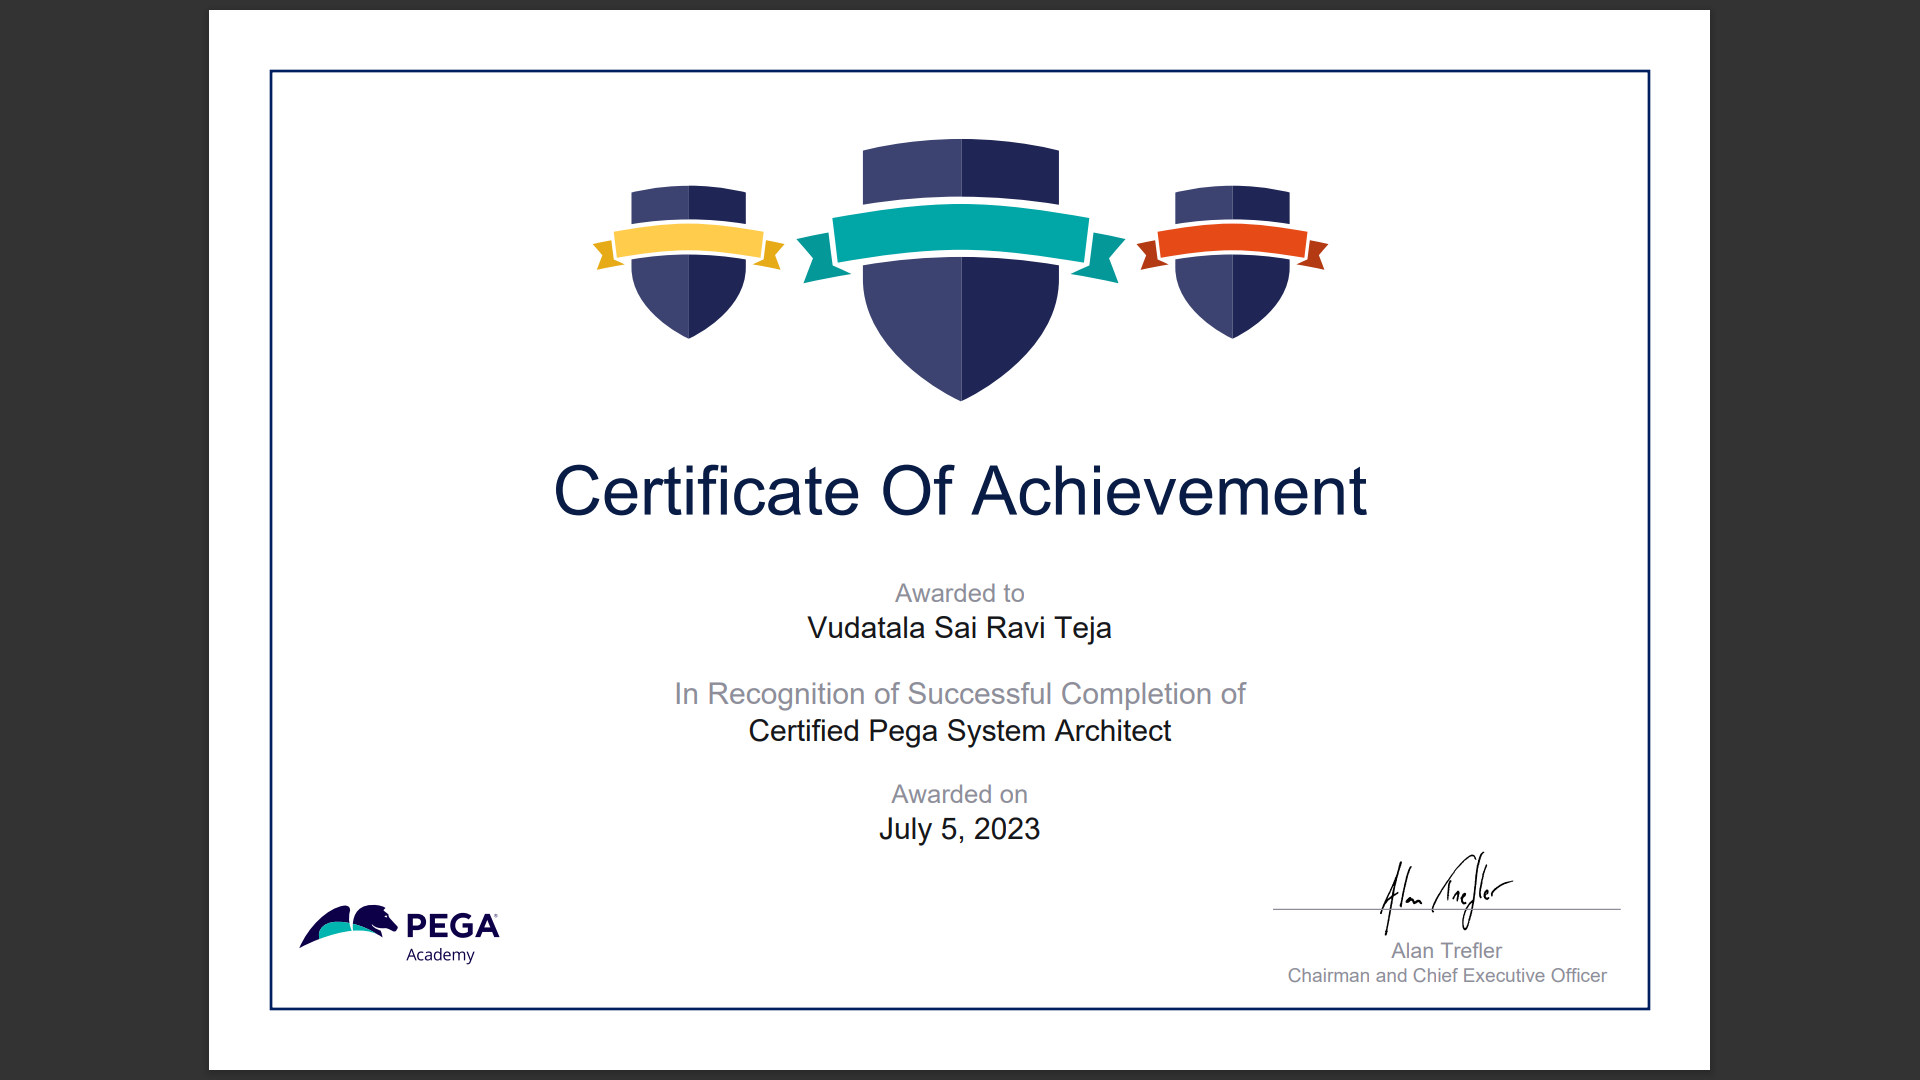 Certificate Of Achievement
Awarded to
Vudatala Sai Ravi Teja
In Recognition of Successful Completion of
Certified Pega System Architect
Awarded on
July 5, 2023
PEGA®
Academy
Alan Trefler
Alan Trefler
Chairman and Chief Executive Officer